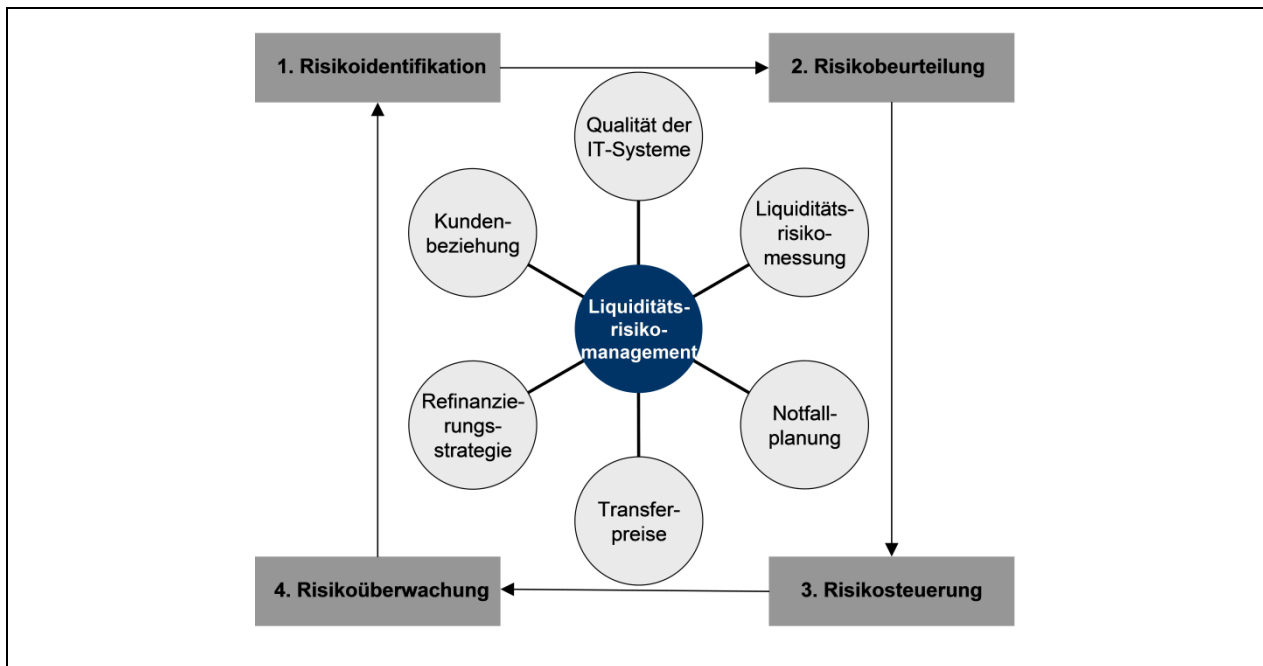 1. Risikoidentifikation
2. Risikobeurteilung
Qualität der
IT-Systeme
Kunden-
beziehung
Liquiditäts-
risiko-
messung
Liquiditäts-
risiko-
management
Refinanzie-
rungs-
strategie
Notfall-
planung
Transfer-
preise
4. Risikoüberwachung
3. Risikosteuerung